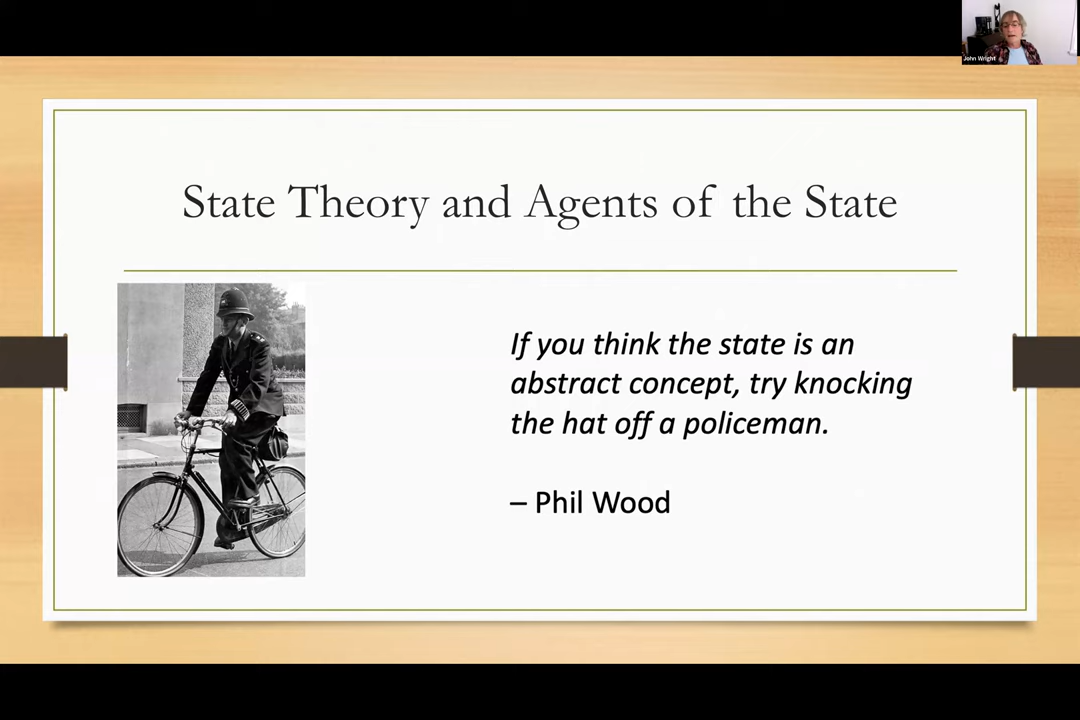 John Wright
State Theory and Agents of the State
If you think the state is an
abstract concept, try knocking
the hat off a policeman.
– Phil Wood